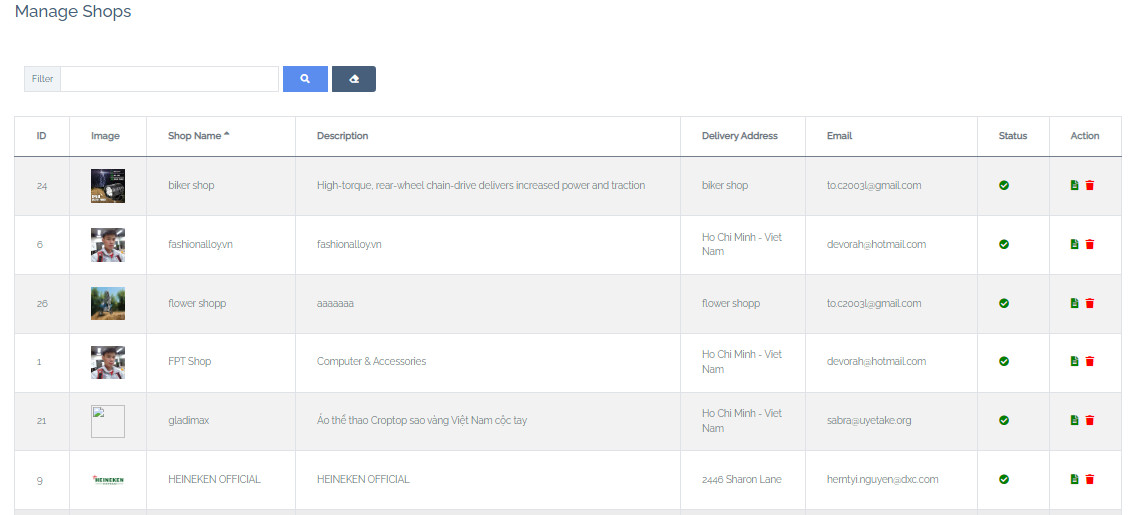 Manage Shops
Filter
ID Image Shop Name Description Delivery Address Email Status Action
24 biker shop High-torque, rear-wheel chain-drive delivers increased power and traction biker shop to.c2003l@gmail.com
6 fashionalloy.vn fashionalloy.vn Ho Chi Minh - Viet Nam devorah@hotmail.com
26 flower shopp aaaaaaa flower shopp to.c2003l@gmail.com
1 FPT Shop Computer & Accessories Ho Chi Minh - Viet Nam devorah@hotmail.com
21 gladimax Áo thể thao Croptop sao vàng Việt Nam cộc tay Ho Chi Minh - Viet Nam sabra@uyetake.org
9 HEINEKEN HEINEKEN OFFICIAL HEINEKEN OFFICIAL 2446 Sharon Lane herntyi.nguyen@dxc.com